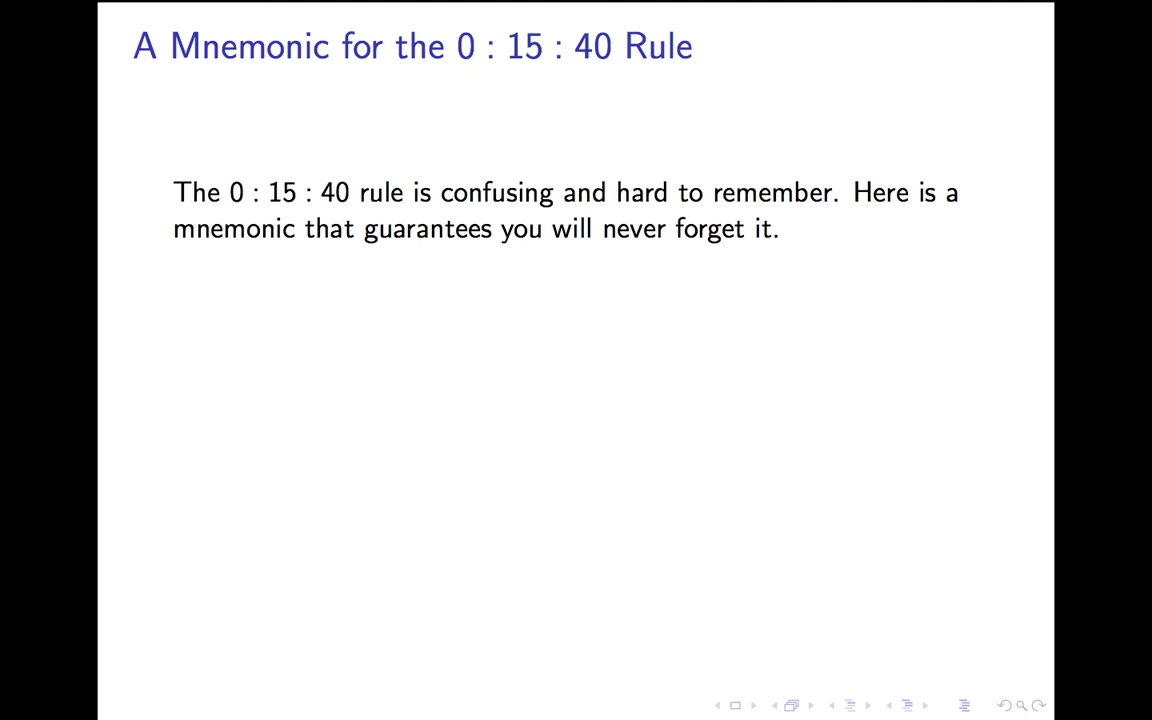 A Mnemonic for the 0 : 15 : 40 Rule
The 0 : 15 : 40 rule is confusing and hard to remember. Here is a
mnemonic that guarantees you will never forget it.